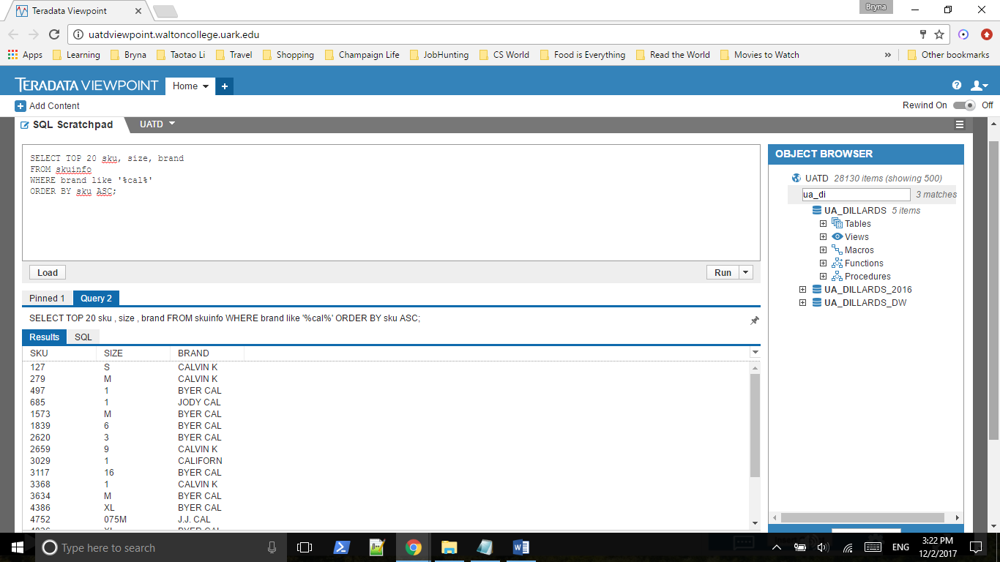 Teradata Viewpoint
Bryna
uatdviewpoint.waltoncollege.uark.edu
Apps Learning Bryna Taotao Li Travel Shopping Champaign Life JobHunting CS World Food is Everything Read the World Movies to Watch » Other bookmarks
TERADATA VIEWPOINT Home + ?
Add Content
Rewind On Off
SQL Scratchpad UATD
SELECT TOP 20 sku, size, brand
FROM skuinfo
WHERE brand like '%cal%'
ORDER BY sku ASC;
Load Run
Pinned 1 Query 2
SELECT TOP 20 sku , size , brand FROM skuinfo WHERE brand like '%cal%' ORDER BY sku ASC;
Results SQL
SKU SIZE BRAND
127 S CALVIN K
279 M CALVIN K
497 1 BYER CAL
685 1 JODY CAL
1573 M BYER CAL
1839 6 BYER CAL
2620 3 BYER CAL
2659 9 CALVIN K
3029 1 CALIFORN
3117 16 BYER CAL
3368 1 CALVIN K
3634 M BYER CAL
4386 XL BYER CAL
4752 075M J.J. CAL
OBJECT BROWSER
UATD 28130 items (showing 500)
ua_di 3 matches
UA_DILLARDS 5 items
Tables
Views
Macros
Functions
Procedures
UA_DILLARDS_2016
UA_DILLARDS_DW
Type here to search
ENG
3:22 PM
12/2/2017